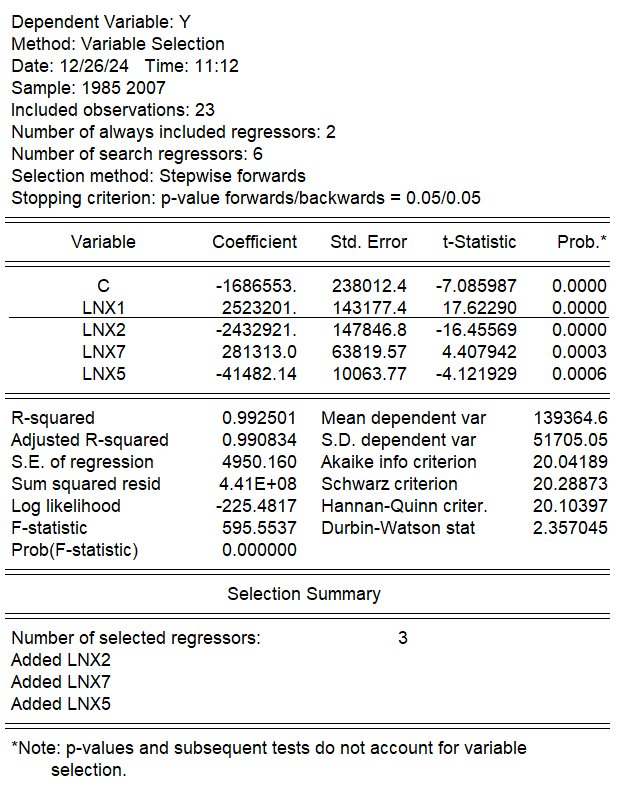 Dependent Variable: Y
Method: Variable Selection
Date: 12/26/24 Time: 11:12
Sample: 1985 2007
Included observations: 23
Number of always included regressors: 2
Number of search regressors: 6
Selection method: Stepwise forwards
Stopping criterion: p-value forwards/backwards = 0.05/0.05
Variable Coefficient Std. Error t-Statistic Prob.*
C -1686553. 238012.4 -7.085987 0.0000
LNX1 2523201. 143177.4 17.62290 0.0000
LNX2 -2432921. 147846.8 -16.45569 0.0000
LNX7 281313.0 63819.57 4.407942 0.0003
LNX5 -41482.14 10063.77 -4.121929 0.0006
R-squared 0.992501 Mean dependent var 139364.6
Adjusted R-squared 0.990834 S.D. dependent var 51705.05
S.E. of regression 4950.160 Akaike info criterion 20.04189
Sum squared resid 4.41E+08 Schwarz criterion 20.28873
Log likelihood -225.4817 Hannan-Quinn criter. 20.10397
F-statistic 595.5537 Durbin-Watson stat 2.357045
Prob(F-statistic) 0.000000
Selection Summary
Number of selected regressors: 3
Added LNX2
Added LNX7
Added LNX5
*Note: p-values and subsequent tests do not account for variable
selection.